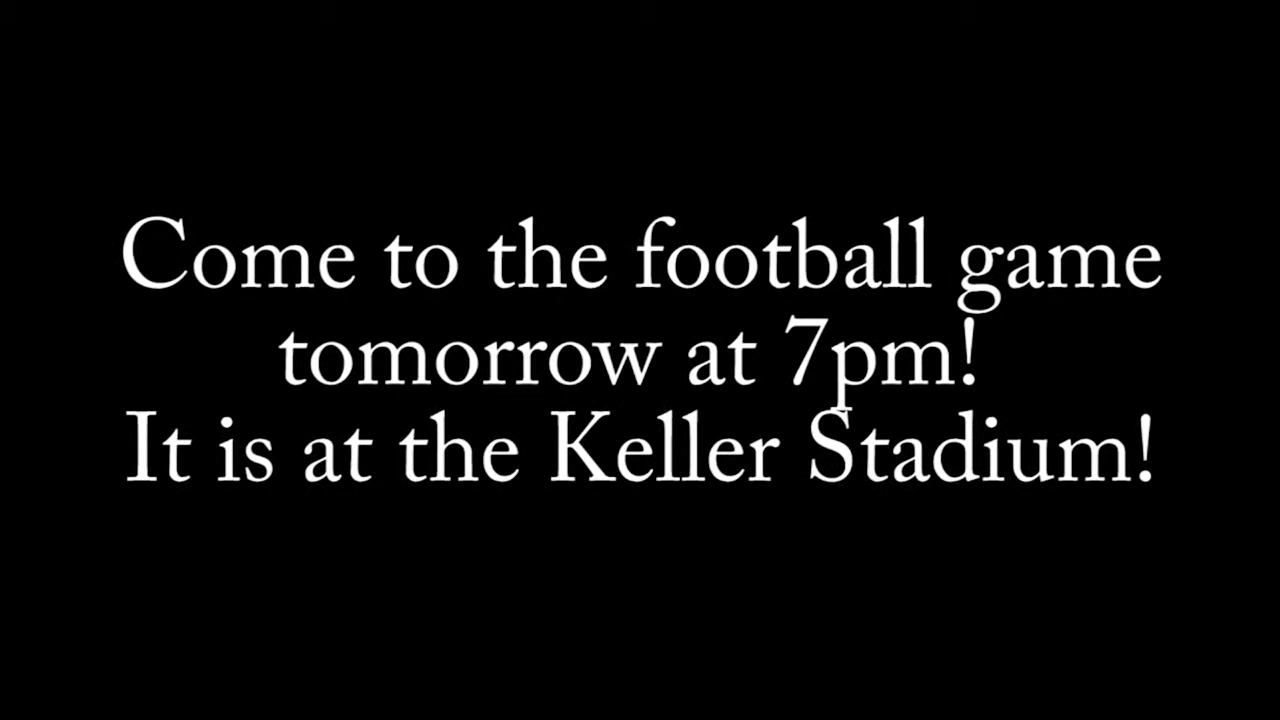 Come to the football game
tomorrow at 7pm!
It is at the Keller Stadium!